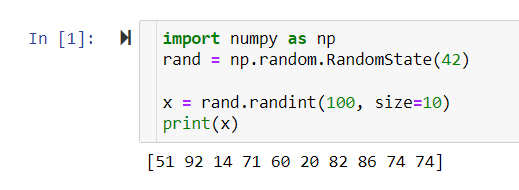 In [1]:
import numpy as np
rand = np.random.RandomState(42)
x = rand.randint(100, size=10)
print(x)
[51 92 14 71 60 20 82 86 74 74]